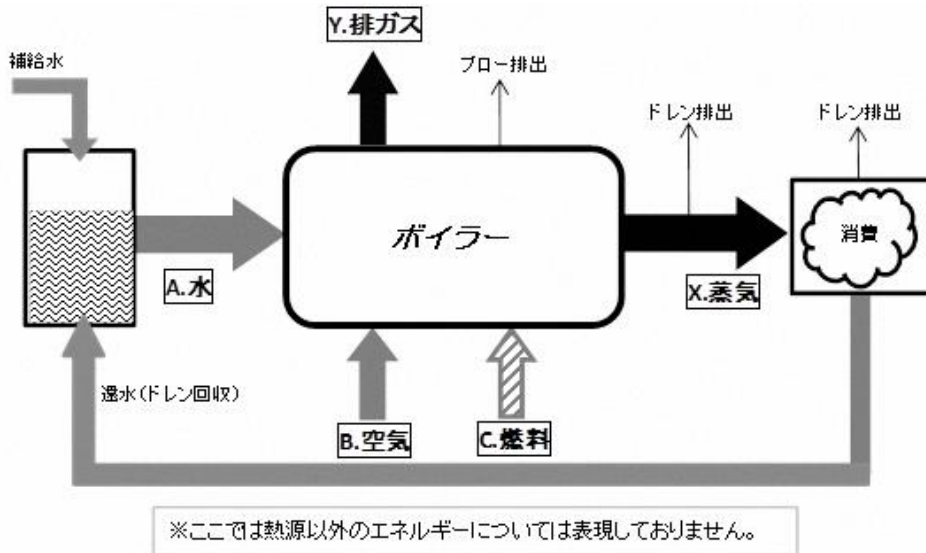 Y.排ガス
補給水
ブロー排出
ドレン排出
ドレン排出
ボイラー
消費
A.水
X.蒸気
還水(ドレン回収)
B.空気
C.燃料
※ここでは熱源以外のエネルギーについては表現しておりません。